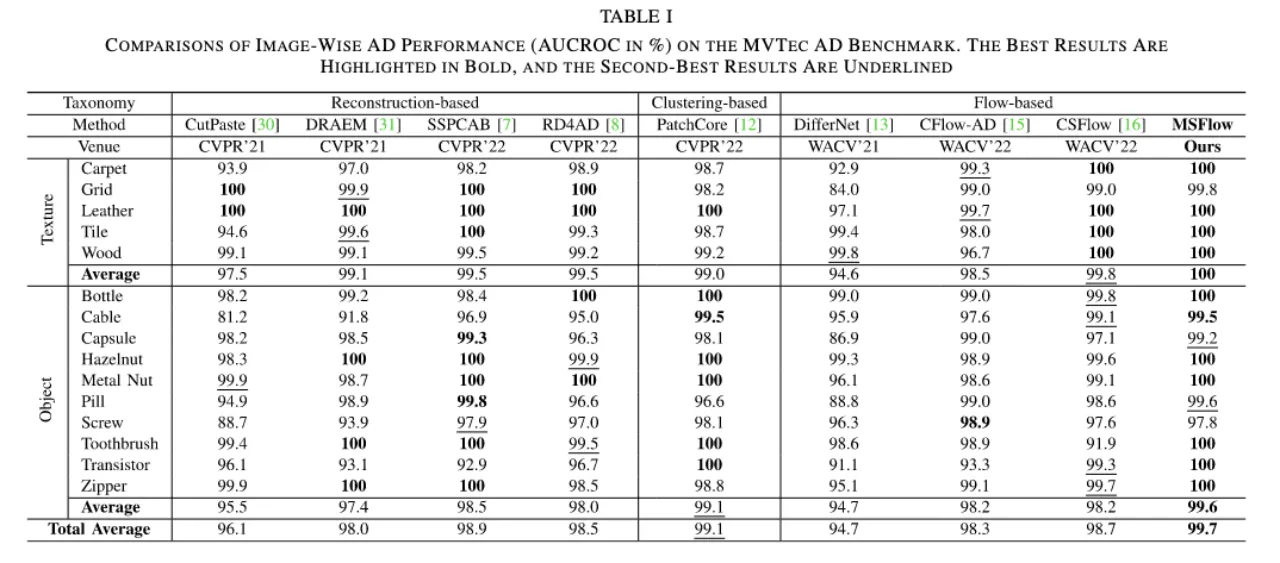 TABLE I
COMPARISONS OF IMAGE-WISE AD PERFORMANCE (AUCROC IN %) ON THE MVTEC AD BENCHMARK. THE BEST RESULTS ARE
HIGHLIGHTED IN BOLD, AND THE SECOND-BEST RESULTS ARE UNDERLINED
Taxonomy Reconstruction-based Clustering-based Flow-based
Method CutPaste [30] DRAEM [31] SSPCAB [7] RD4AD [8] PatchCore [12] DifferNet [13] CFlow-AD [15] CSFlow [16] MSFlow
Venue CVPR'21 CVPR'21 CVPR'22 CVPR'22 CVPR'22 WACV'21 WACV'22 WACV'22 Ours
Texture
Carpet 93.9 97.0 98.2 98.9 98.7 92.9 99.3 100 100
Grid 100 99.9 100 100 98.2 84.0 99.0 99.0 99.8
Leather 100 100 100 100 100 97.1 99.7 100 100
Tile 94.6 99.6 100 99.3 98.7 99.4 98.0 100 100
Wood 99.1 99.1 99.5 99.2 99.2 99.8 96.7 100 100
Average 97.5 99.1 99.5 99.5 99.0 94.6 98.5 99.8 100
Object
Bottle 98.2 99.2 98.4 100 100 99.0 99.0 99.8 100
Cable 81.2 91.8 96.9 95.0 99.5 95.9 97.6 99.1 99.5
Capsule 98.2 98.5 99.3 96.3 98.1 86.9 99.0 97.1 99.2
Hazelnut 98.3 100 100 99.9 100 99.3 98.9 99.6 100
Metal Nut 99.9 98.7 100 100 100 96.1 98.6 99.1 100
Pill 94.9 98.9 99.8 96.6 96.6 88.8 99.0 98.6 99.6
Screw 88.7 93.9 97.9 97.0 98.1 96.3 98.9 97.6 97.8
Toothbrush 99.4 100 100 99.5 100 98.6 98.9 91.9 100
Transistor 96.1 93.1 92.9 96.7 100 91.1 93.3 99.3 100
Zipper 99.9 100 100 98.5 98.8 95.1 99.1 99.7 100
Average 95.5 97.4 98.5 98.0 99.1 94.7 98.2 98.2 99.6
Total Average 96.1 98.0 98.9 98.5 99.1 94.7 98.3 98.7 99.7